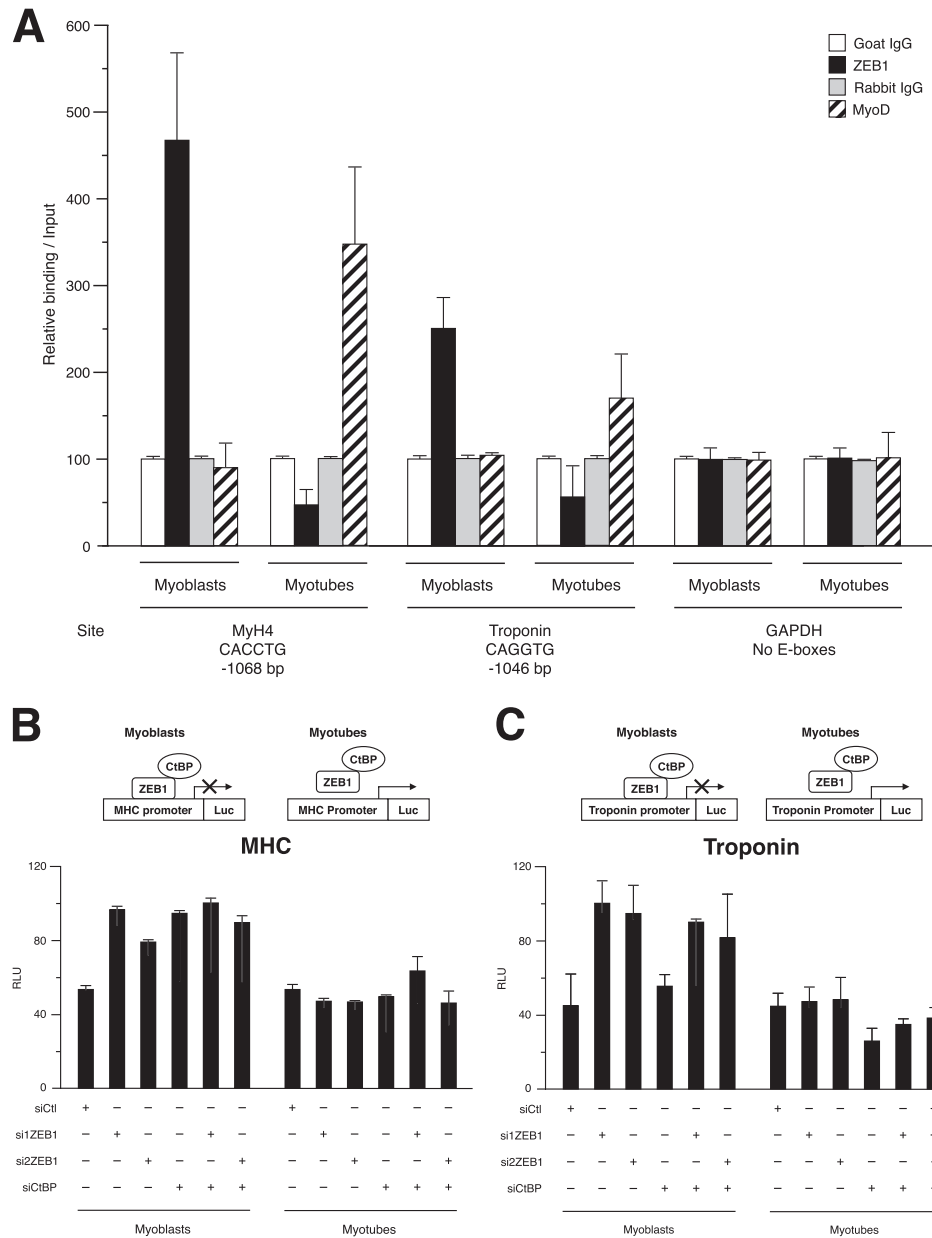 A
600
500
400
300
200
100
0
Relative binding / Input
Goat IgG
ZEB1
Rabbit IgG
MyoD
Myoblasts Myotubes Myoblasts Myotubes Myoblasts Myotubes
Site MyH4 Troponin GAPDH
CACCTG CAGGTG No E-boxes
-1068 bp -1046 bp
B
Myoblasts Myotubes
CtBP CtBP
ZEB1 ZEB1
MHC promoter Luc MHC Promoter Luc
MHC
120
80
40
0
RLU
siCtl + – – – – – + – – – – –
si1ZEB1 – + – – + – – + – – + –
si2ZEB1 – – + – – + – – + – – +
siCtBP – – – + + + – – – + + +
Myoblasts Myotubes
C
Myoblasts Myotubes
CtBP CtBP
ZEB1 ZEB1
Troponin promoter Luc Troponin Promoter Luc
Troponin
120
80
40
0
RLU
siCtl + – – – – – + – – – – –
si1ZEB1 – + – – + – – + – – + –
si2ZEB1 – – + – – + – – + – –
siCtBP – – – + + + – – – + +
Myoblasts Myotubes